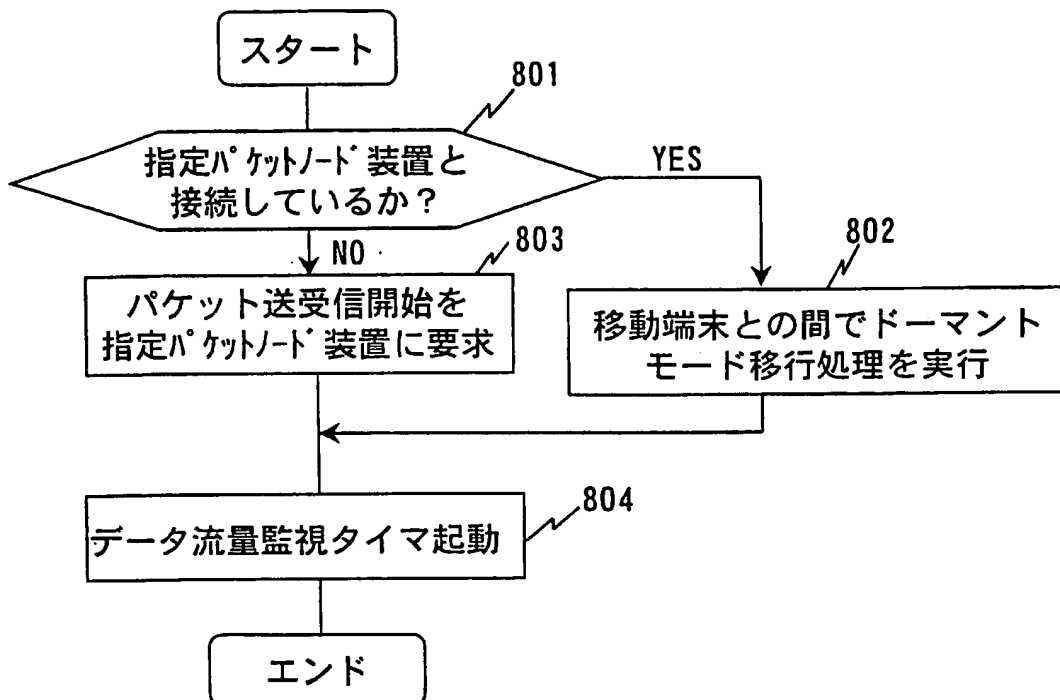 スタート
801
指定ﾊﾟｹｯﾄﾉｰﾄﾞ装置と
接続しているか？
YES
NO
803
802
パケット送受信開始を
指定ﾊﾟｹｯﾄﾉｰﾄﾞ装置に要求
移動端末との間でドーマント
モード移行処理を実行
804
データ流量監視タイマ起動
エンド